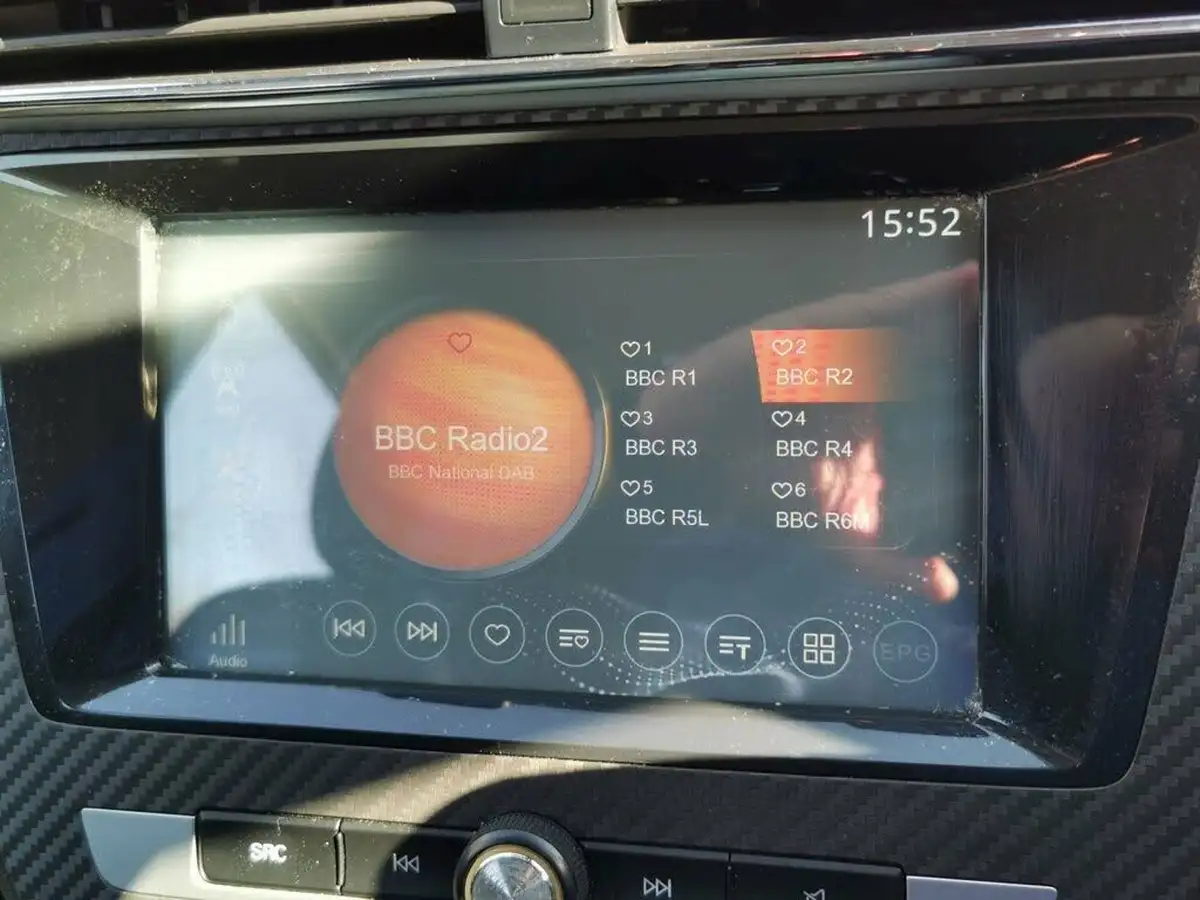 15:52
BBC Radio2
BBC National DAB
1
BBC R1
2
BBC R2
3
BBC R3
4
BBC R4
5
BBC R5L
6
BBC R6M
Audio
T
EPG
SRC